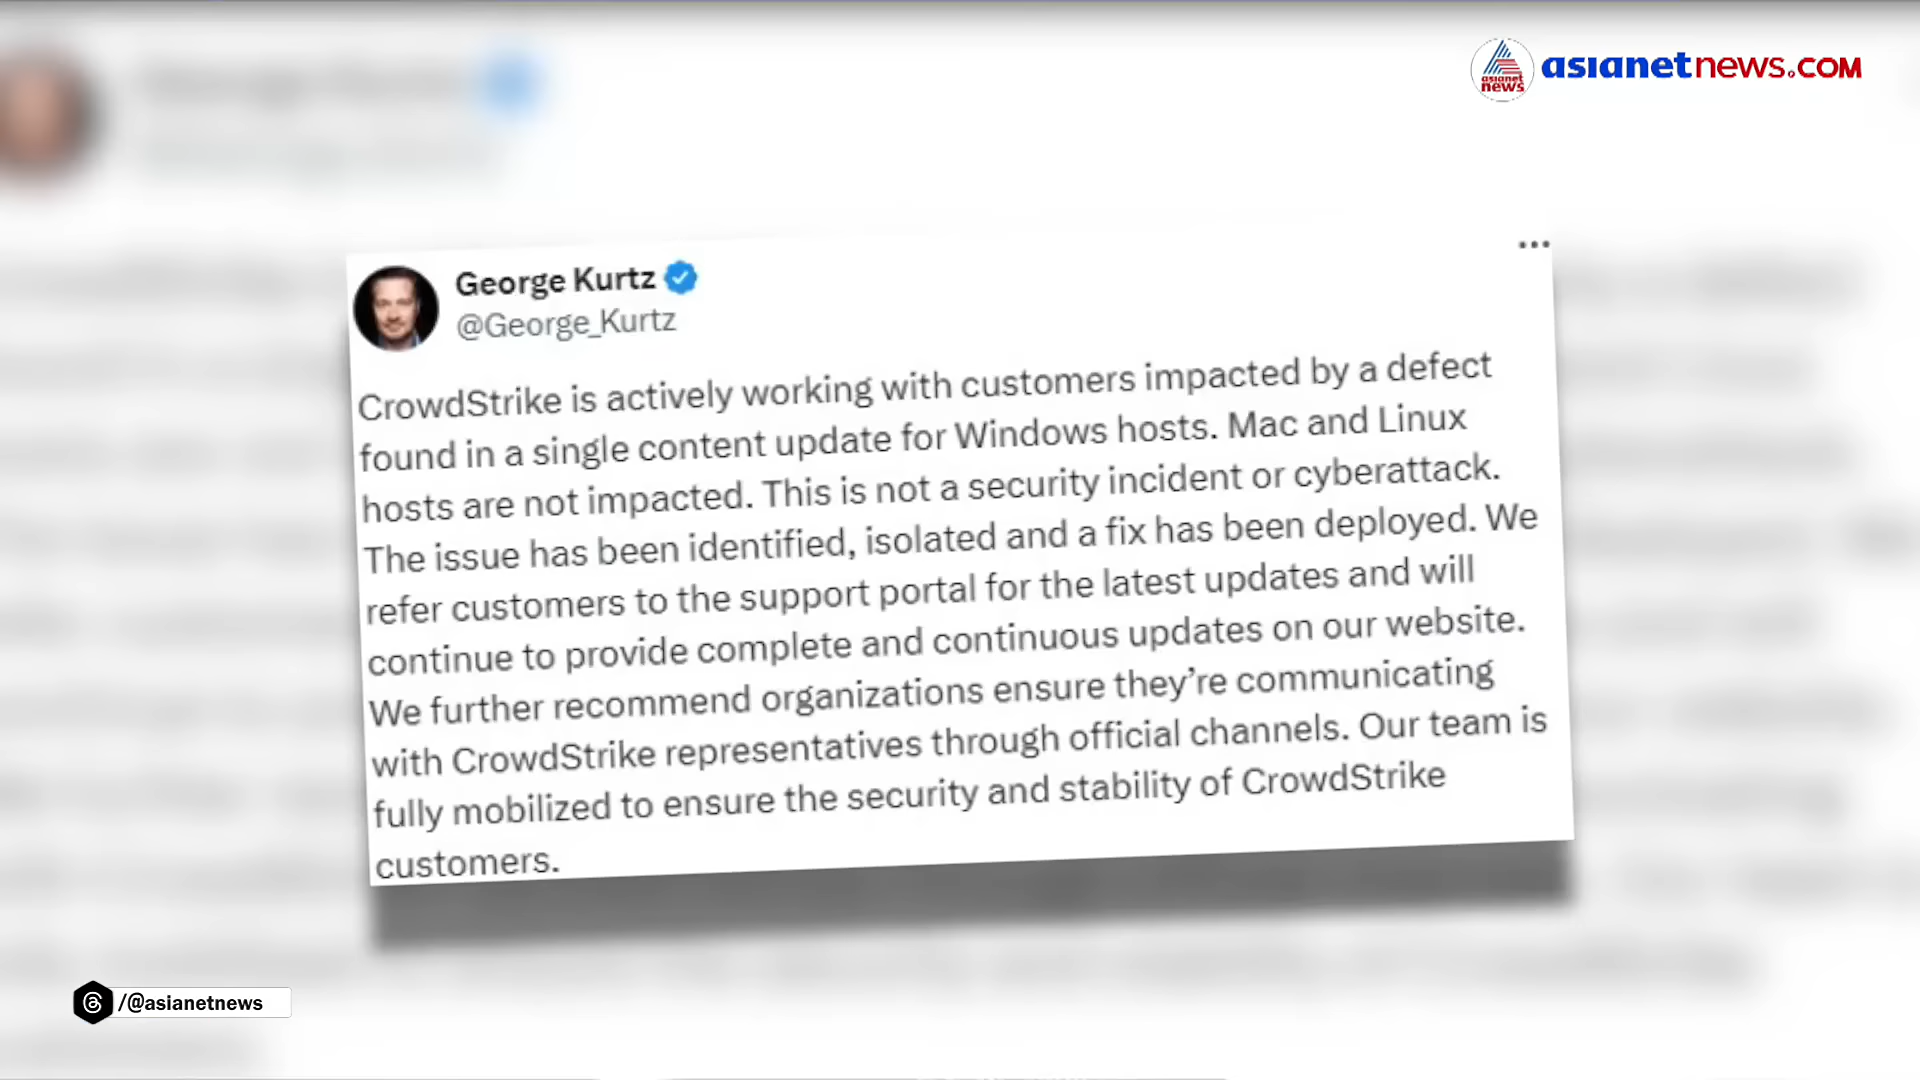 asianet news
asianetnews.COM
George Kurtz
@George_Kurtz
CrowdStrike is actively working with customers impacted by a defect
found in a single content update for Windows hosts. Mac and Linux
hosts are not impacted. This is not a security incident or cyberattack.
The issue has been identified, isolated and a fix has been deployed. We
refer customers to the support portal for the latest updates and will
continue to provide complete and continuous updates on our website.
We further recommend organizations ensure they’re communicating
with CrowdStrike representatives through official channels. Our team is
fully mobilized to ensure the security and stability of CrowdStrike
customers.
/@asianetnews